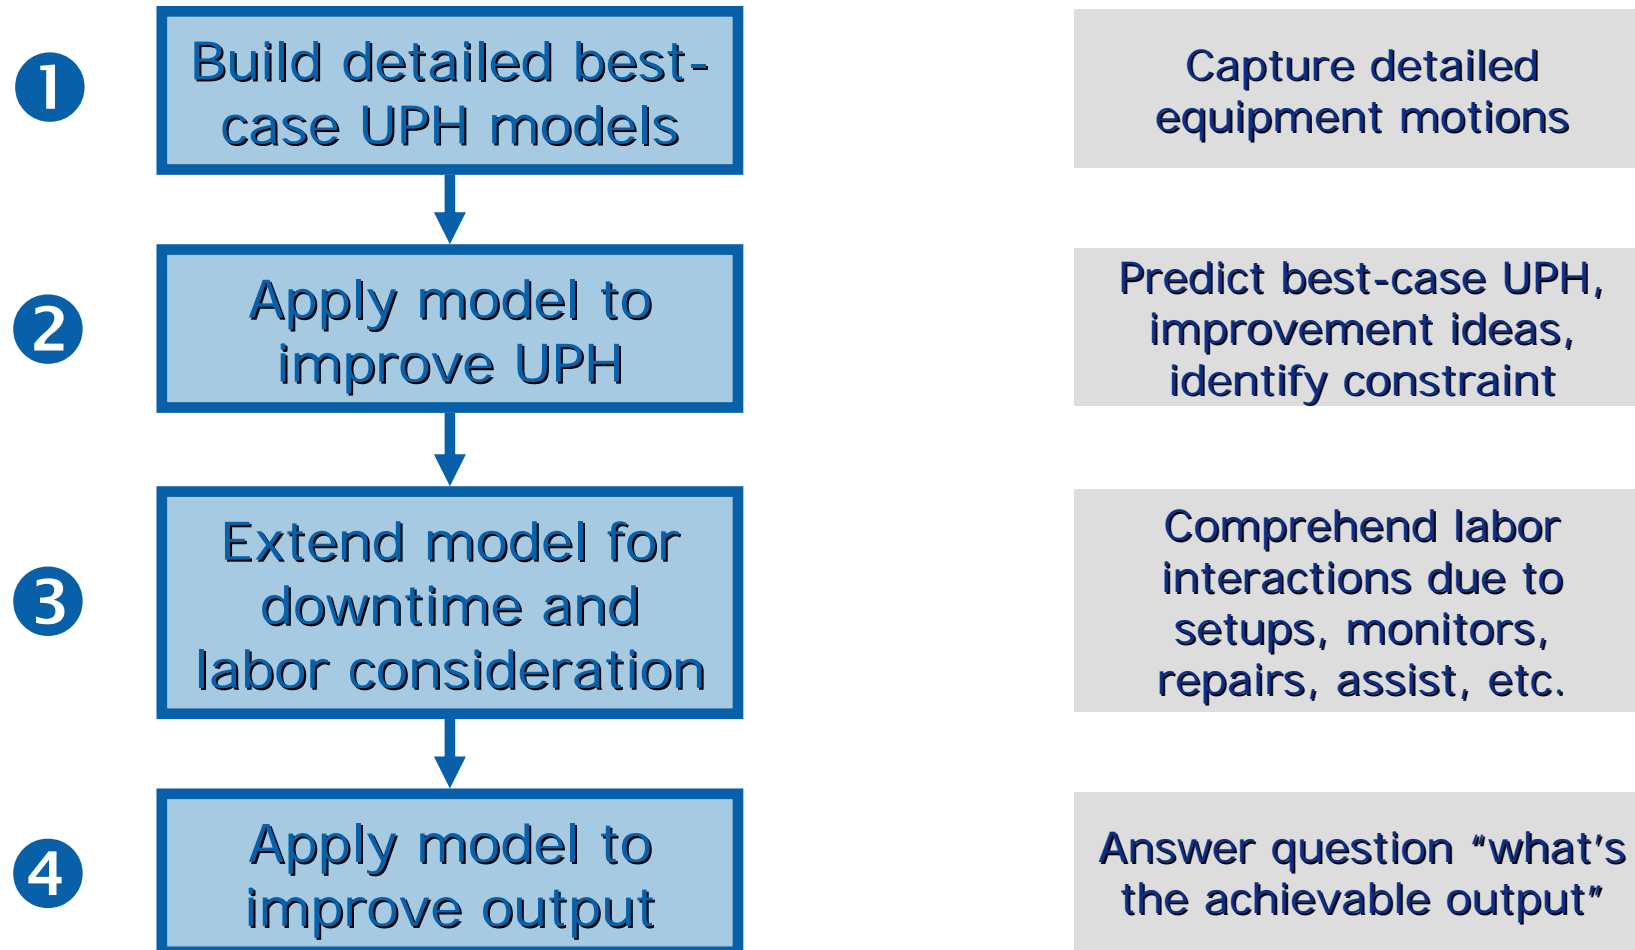 1
Build detailed best-
case UPH models
Capture detailed
equipment motions
2
Apply model to
improve UPH
Predict best-case UPH,
improvement ideas,
identify constraint
3
Extend model for
downtime and
labor consideration
Comprehend labor
interactions due to
setups, monitors,
repairs, assist, etc.
4
Apply model to
improve output
Answer question “what’s
the achievable output”